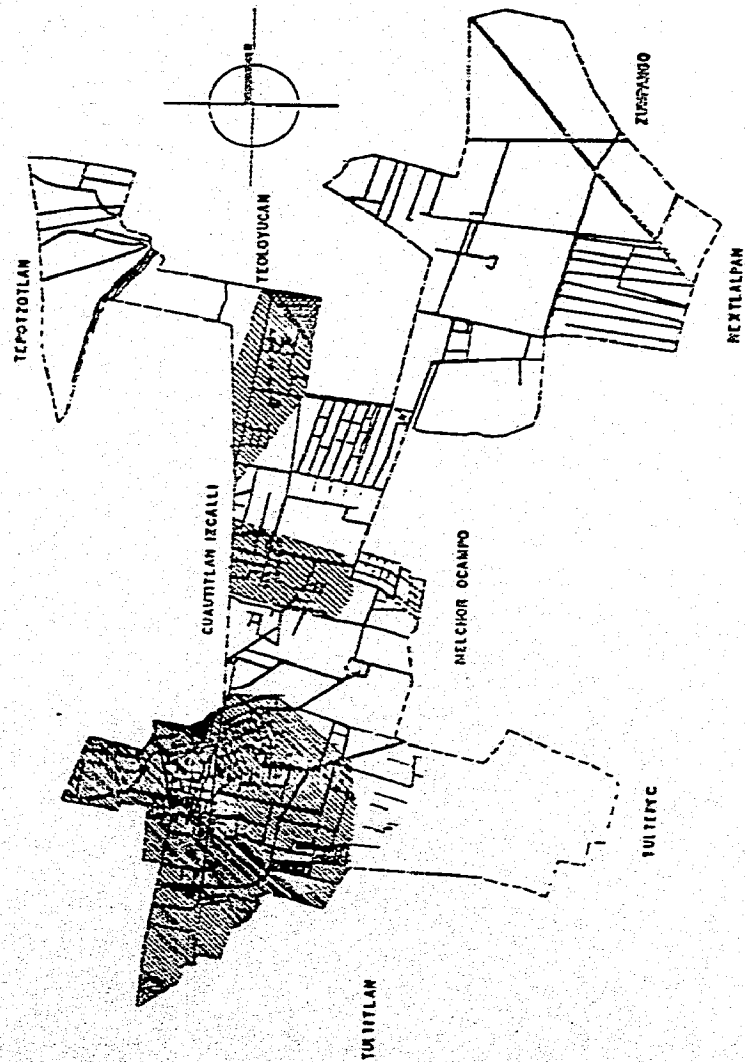 TEPOTZOTLAN
TEOLOYUCAN
ZUMPANGO
NEXTLALPAN
CUAUTITLAN IZCALLI
MELCHOR OCAMPO
TULTEPEC
TULTITLAN